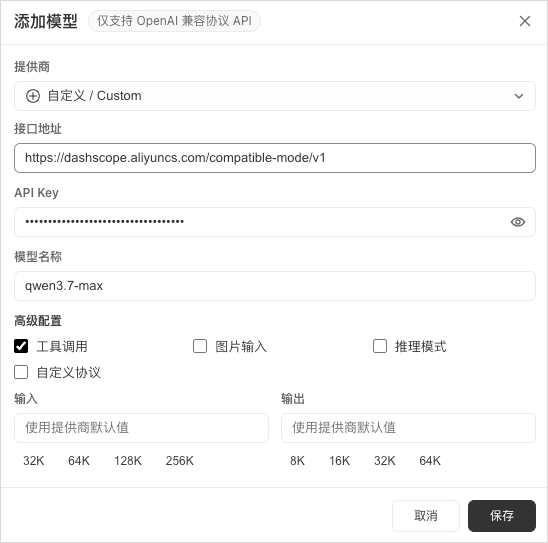 添加模型 仅支持 OpenAI 兼容协议 API
提供商
自定义 / Custom
接口地址
https://dashscope.aliyuncs.com/compatible-mode/v1
API Key
••••••••••••••••••••••••••••••••••••
模型名称
qwen3.7-max
高级配置
工具调用 图片输入 推理模式
自定义协议
输入 输出
使用提供商默认值 使用提供商默认值
32K 64K 128K 256K 8K 16K 32K 64K
取消 保存